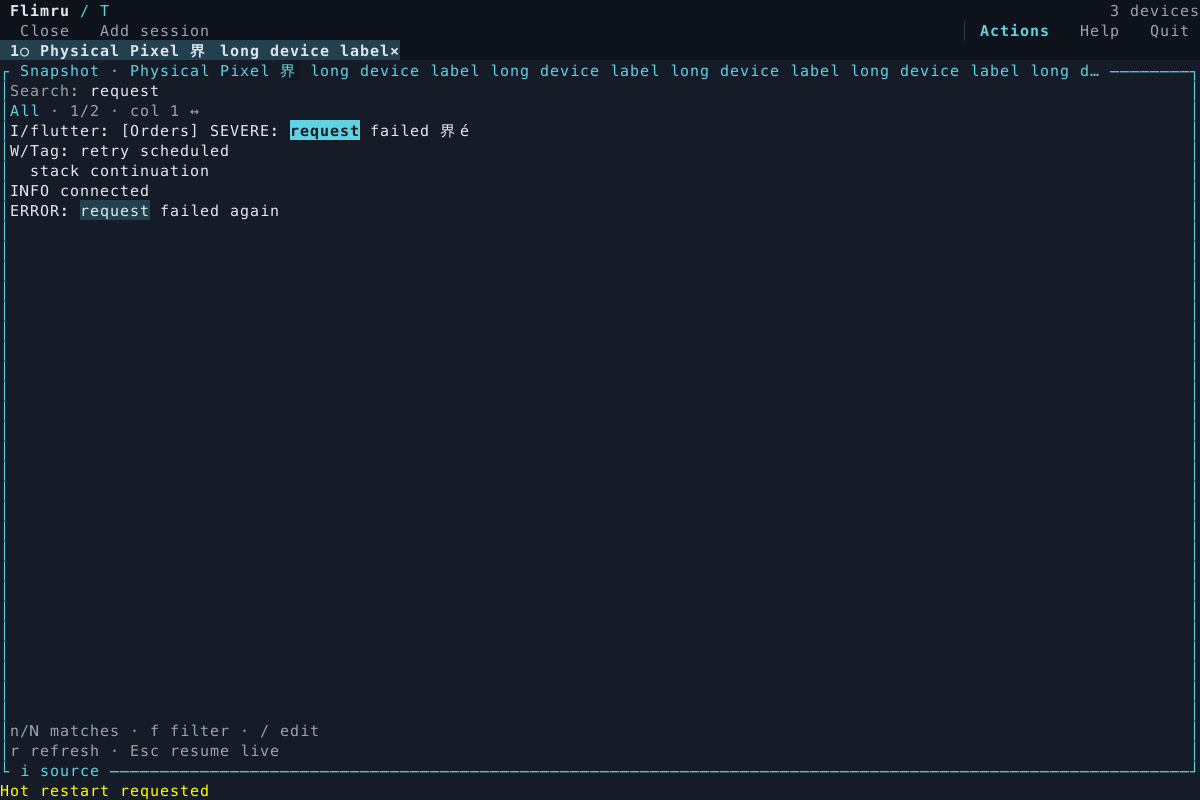 Flimru / T 3 devices
Close Add session Actions Help Quit
1○ Physical Pixel 界 long device label×
Snapshot · Physical Pixel 界 long device label long device label long device label long device label long d…
Search: request
All · 1/2 · col 1 ↔
I/flutter: [Orders] SEVERE: request failed 界 é
W/Tag: retry scheduled
stack continuation
INFO connected
ERROR: request failed again
n/N matches · f filter · / edit
r refresh · Esc resume live
i source
Hot restart requested